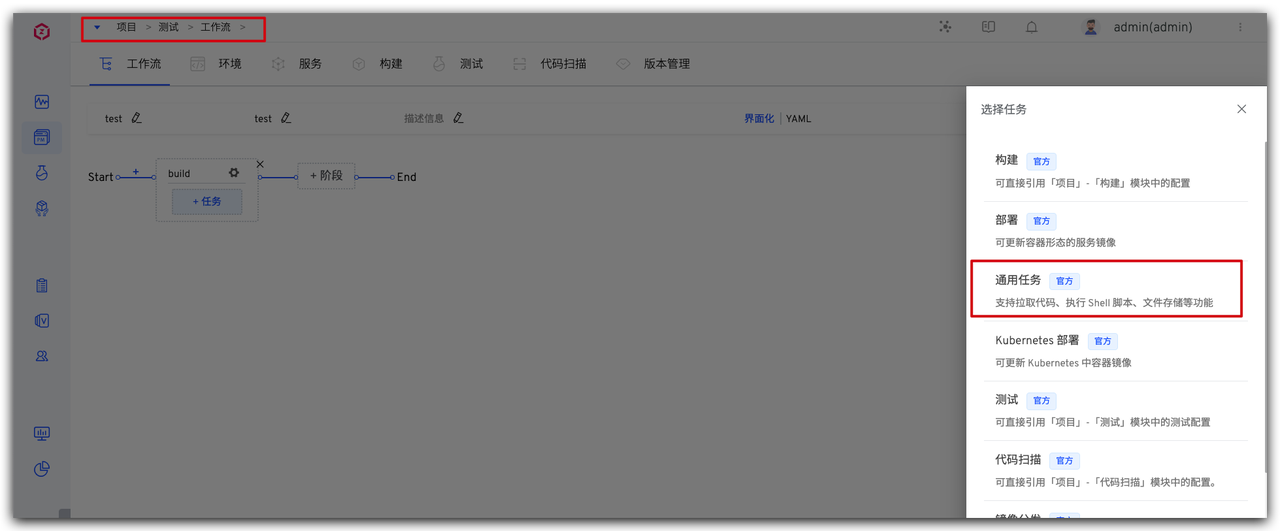 项目 > 测试 > 工作流 >
admin(admin)
工作流 环境 服务 构建 测试 代码扫描 版本管理
test test 描述信息 界面化 YAML
Start + build + 阶段 End
+ 任务
选择任务
构建 官方
可直接引用「项目」-「构建」模块中的配置
部署 官方
可更新容器形态的服务镜像
通用任务 官方
支持拉取代码、执行 Shell 脚本、文件存储等功能
Kubernetes 部署 官方
可更新 Kubernetes 中容器镜像
测试 官方
可直接引用「项目」-「测试」模块中的测试配置
代码扫描 官方
可直接引用「项目」-「代码扫描」模块中的配置。